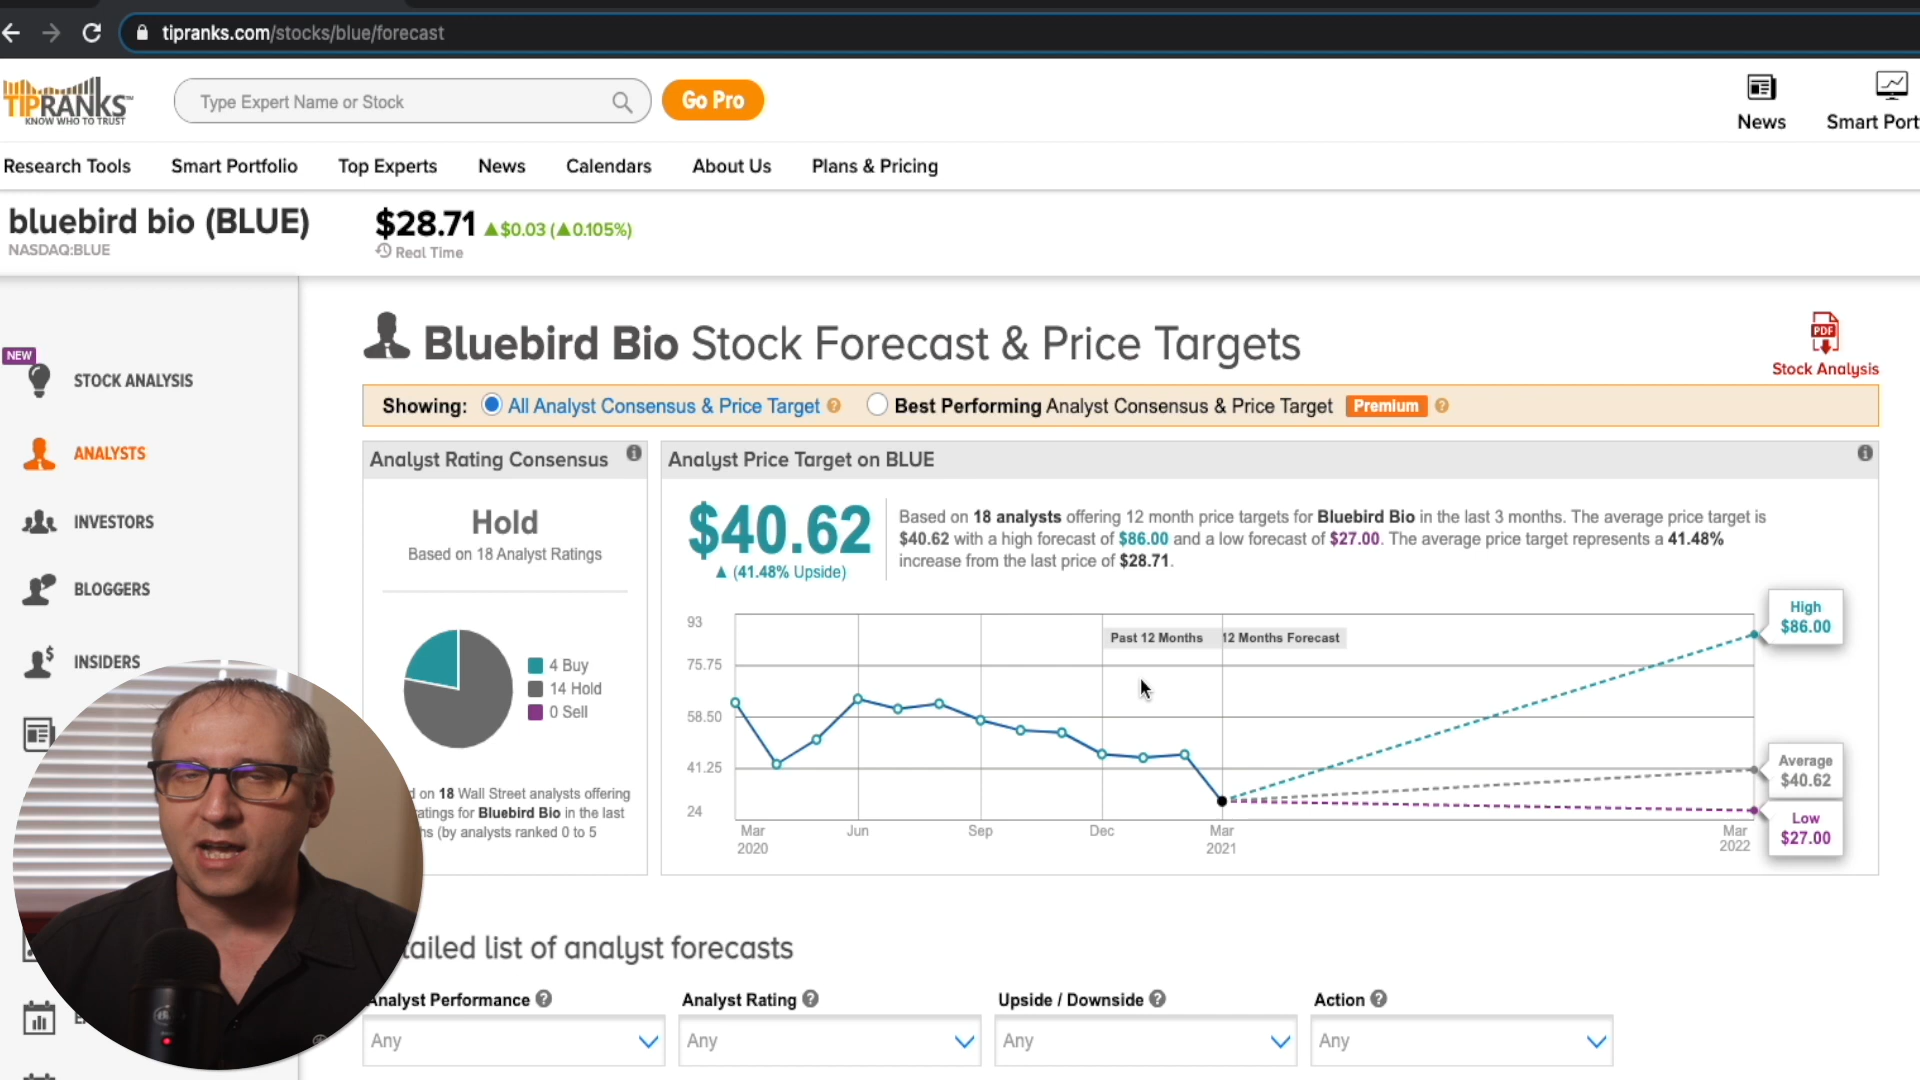 tipranks.com/stocks/blue/forecast
TIPRANKS™
KNOW WHO TO TRUST
Type Expert Name or Stock
Go Pro
News
Smart Port
Research Tools
Smart Portfolio
Top Experts
News
Calendars
About Us
Plans & Pricing
bluebird bio (BLUE)
NASDAQ:BLUE
$28.71 ▲$0.03 (▲0.105%)
Real Time
NEW
STOCK ANALYSIS
ANALYSTS
INVESTORS
BLOGGERS
INSIDERS
Bluebird Bio Stock Forecast & Price Targets
PDF
Stock Analysis
Showing: All Analyst Consensus & Price Target ? Best Performing Analyst Consensus & Price Target Premium ?
Analyst Rating Consensus
Hold
Based on 18 Analyst Ratings
4 Buy
14 Hold
0 Sell
d on 18 Wall Street analysts offering
atings for Bluebird Bio in the last
hs (by analysts ranked 0 to 5
Analyst Price Target on BLUE
$40.62
▲ (41.48% Upside)
Based on 18 analysts offering 12 month price targets for Bluebird Bio in the last 3 months. The average price target is
$40.62 with a high forecast of $86.00 and a low forecast of $27.00. The average price target represents a 41.48%
increase from the last price of $28.71.
93
75.75
58.50
41.25
24
Past 12 Months
12 Months Forecast
High
$86.00
Average
$40.62
Low
$27.00
Mar
2020
Jun
Sep
Dec
Mar
2021
Mar
2022
tailed list of analyst forecasts
Analyst Performance ?
Analyst Rating ?
Upside / Downside ?
Action ?
Any
Any
Any
Any